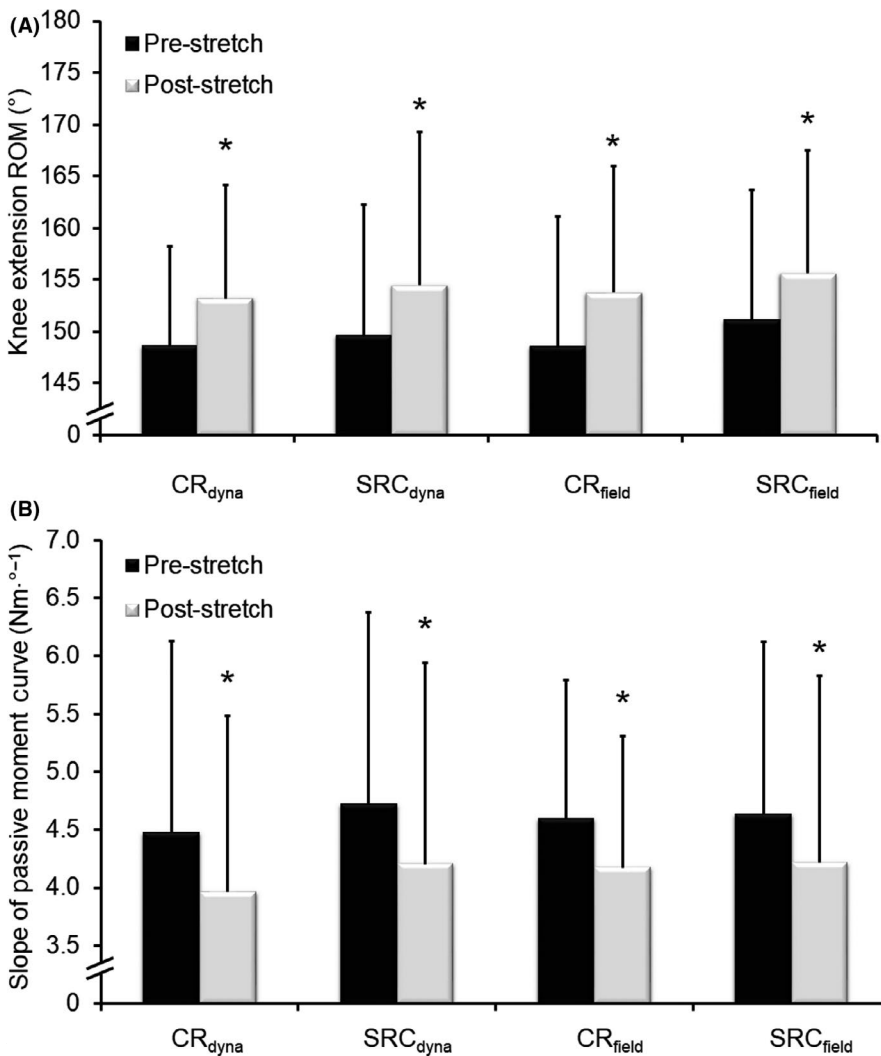 (A)
Knee extension ROM (°)
180
175
170
165
160
155
150
145
0
Pre-stretch
Post-stretch
*
*
*
*
CRdyna
SRCdyna
CRfield
SRCfield
(B)
Slope of passive moment curve (Nm·°−1)
7.0
6.5
6.0
5.5
5.0
4.5
4.0
3.5
0
Pre-stretch
Post-stretch
*
*
*
*
CRdyna
SRCdyna
CRfield
SRCfield